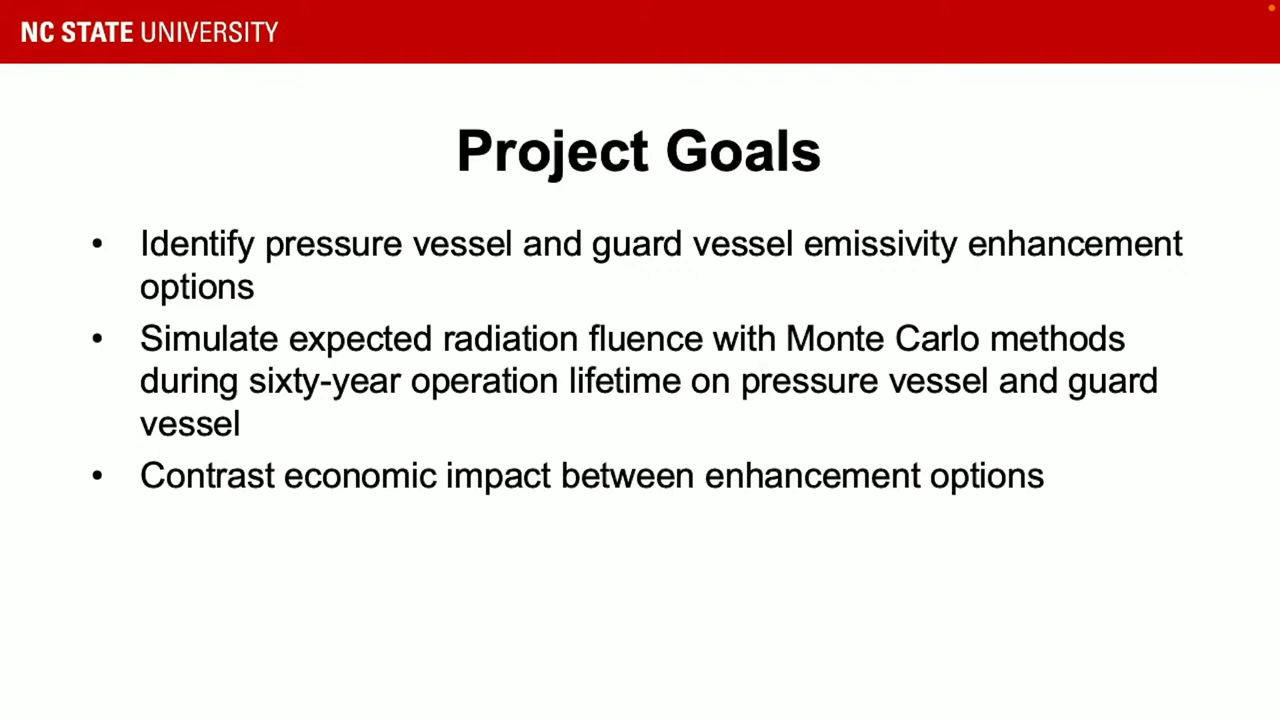 NC STATE UNIVERSITY
Project Goals
• Identify pressure vessel and guard vessel emissivity enhancement
options
• Simulate expected radiation fluence with Monte Carlo methods
during sixty-year operation lifetime on pressure vessel and guard
vessel
• Contrast economic impact between enhancement options